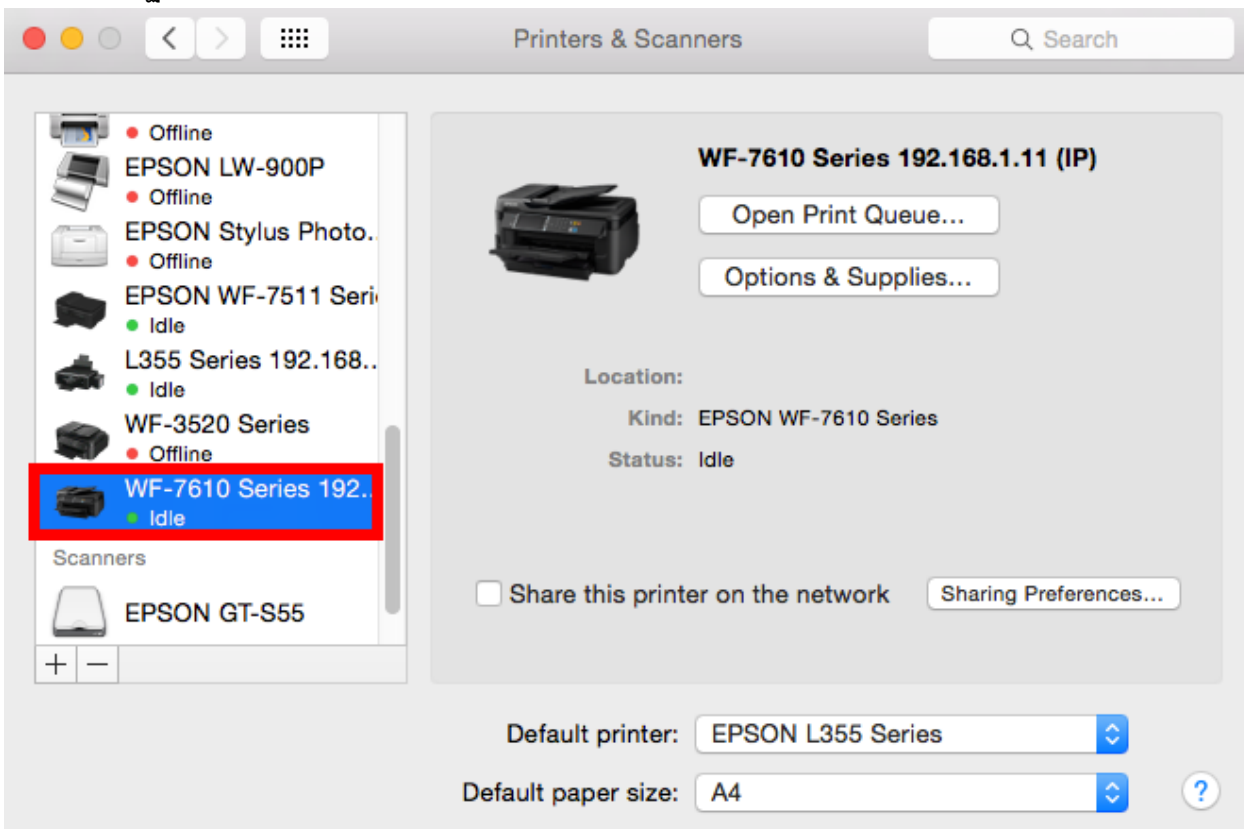 Printers & Scanners
Search
Offline
EPSON LW-900P
Offline
EPSON Stylus Photo..
Offline
EPSON WF-7511 Seri
Idle
L355 Series 192.168..
Idle
WF-3520 Series
Offline
WF-7610 Series 192..
Idle
Scanners
EPSON GT-S55
+ −
WF-7610 Series 192.168.1.11 (IP)
Open Print Queue...
Options & Supplies...
Location:
Kind: EPSON WF-7610 Series
Status: Idle
Share this printer on the network Sharing Preferences...
Default printer: EPSON L355 Series
Default paper size: A4
?